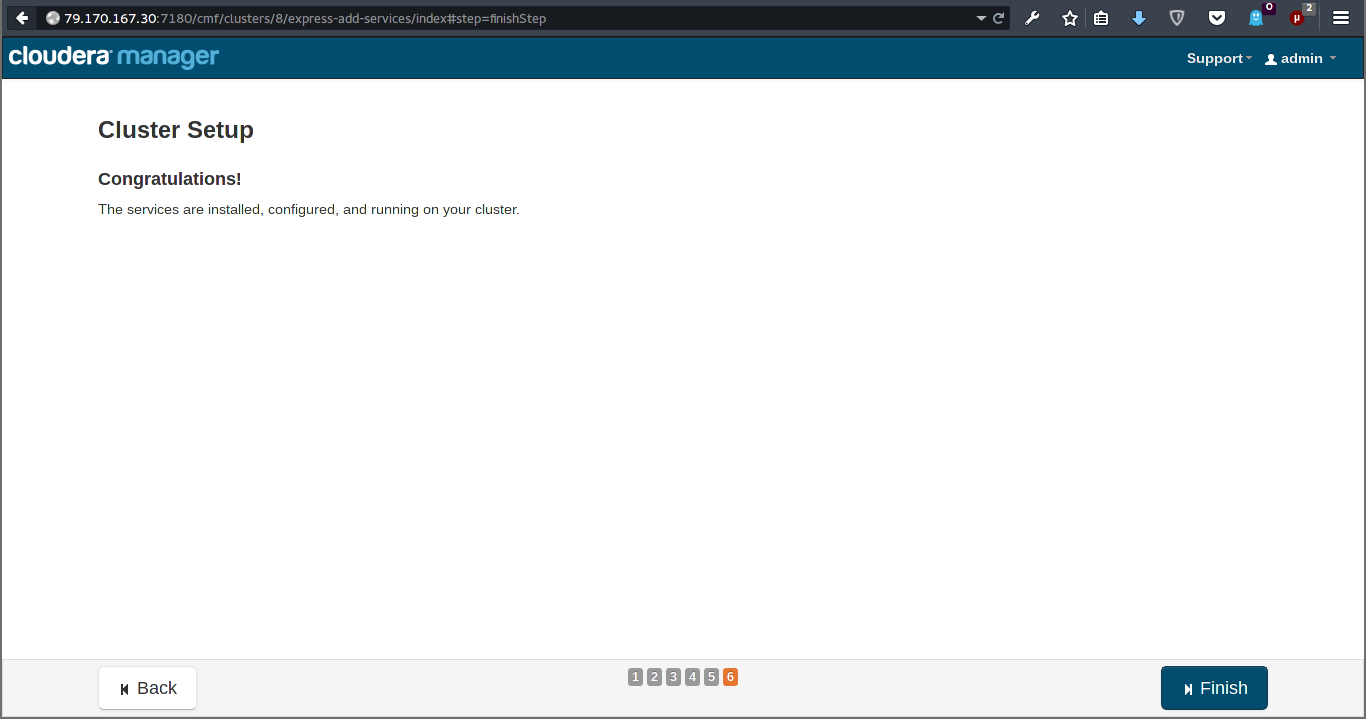 79.170.167.30:7180/cmf/clusters/8/express-add-services/index#step=finishStep
0
µ
2
cloudera manager
Support
admin
Cluster Setup
Congratulations!
The services are installed, configured, and running on your cluster.
Back
1 2 3 4 5 6
Finish